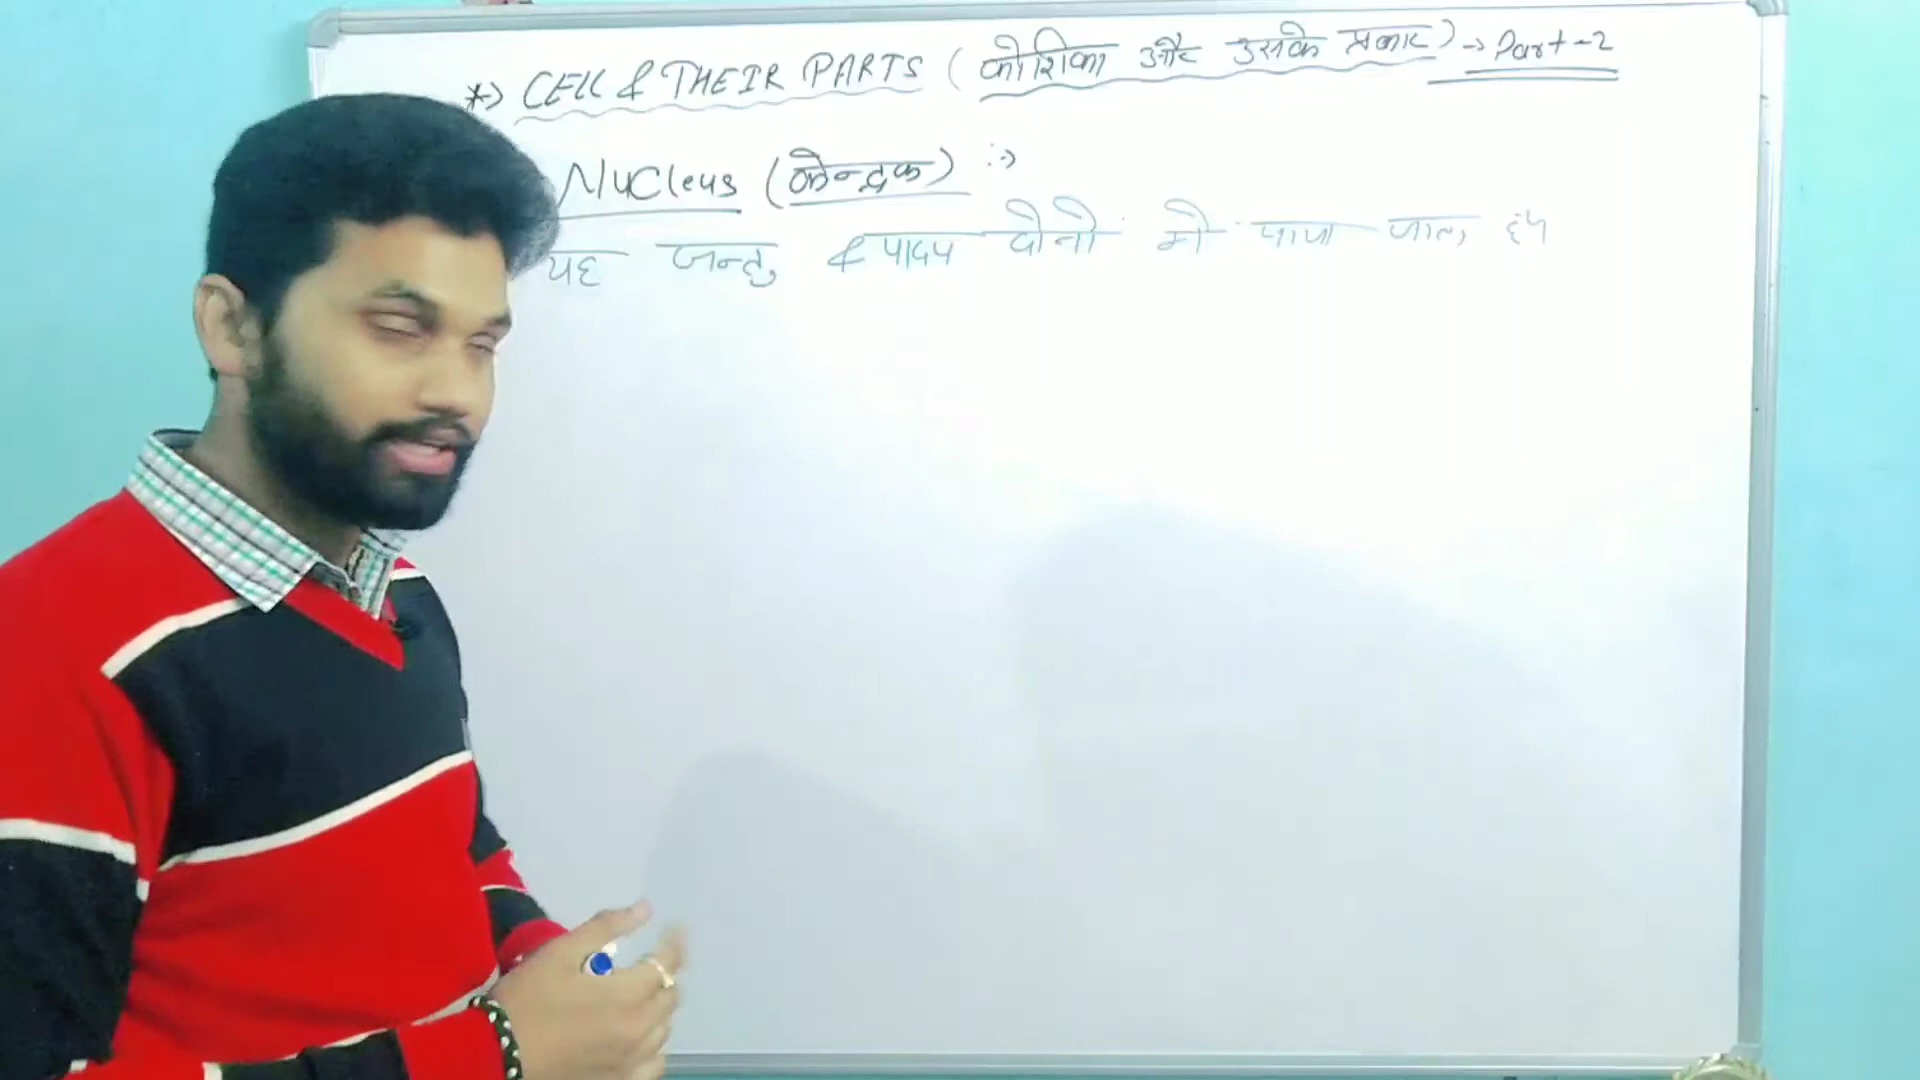 *→ CELL & THEIR PARTS (कोशिका और उसके प्रकार) → Part-2
Nucleus (केन्द्रक) :→
यह जन्तु & पादप दोनो मे पाया जाता है।